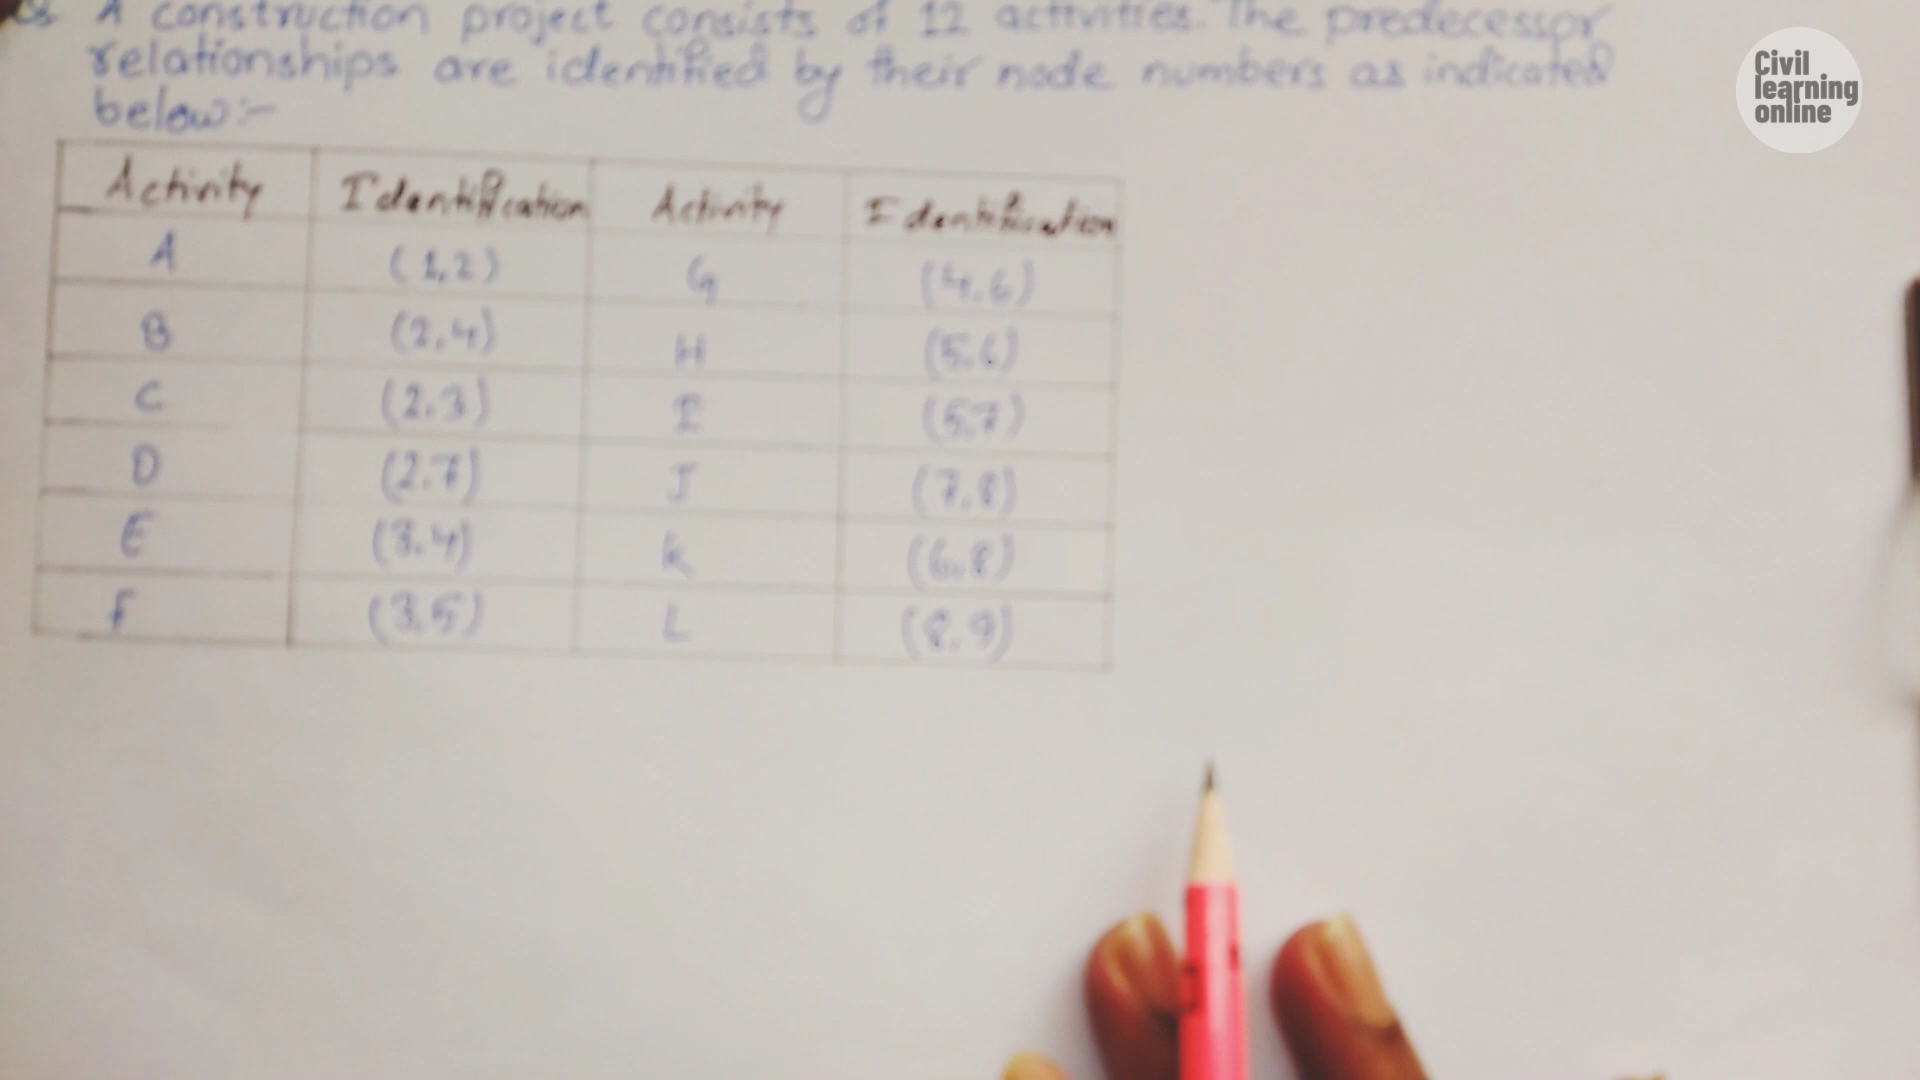 Q A construction project consists of 12 activities. The predecessor
relationships are identified by their node numbers as indicated
below:-
Activity Identification Activity Identification
A (1,2) G (4,6)
B (2,4) H (5,6)
C (2,3) I (5,7)
D (2,7) J (7,8)
E (3,4) K (6,8)
F (3,5) L (8,9)
Civil
learning
online